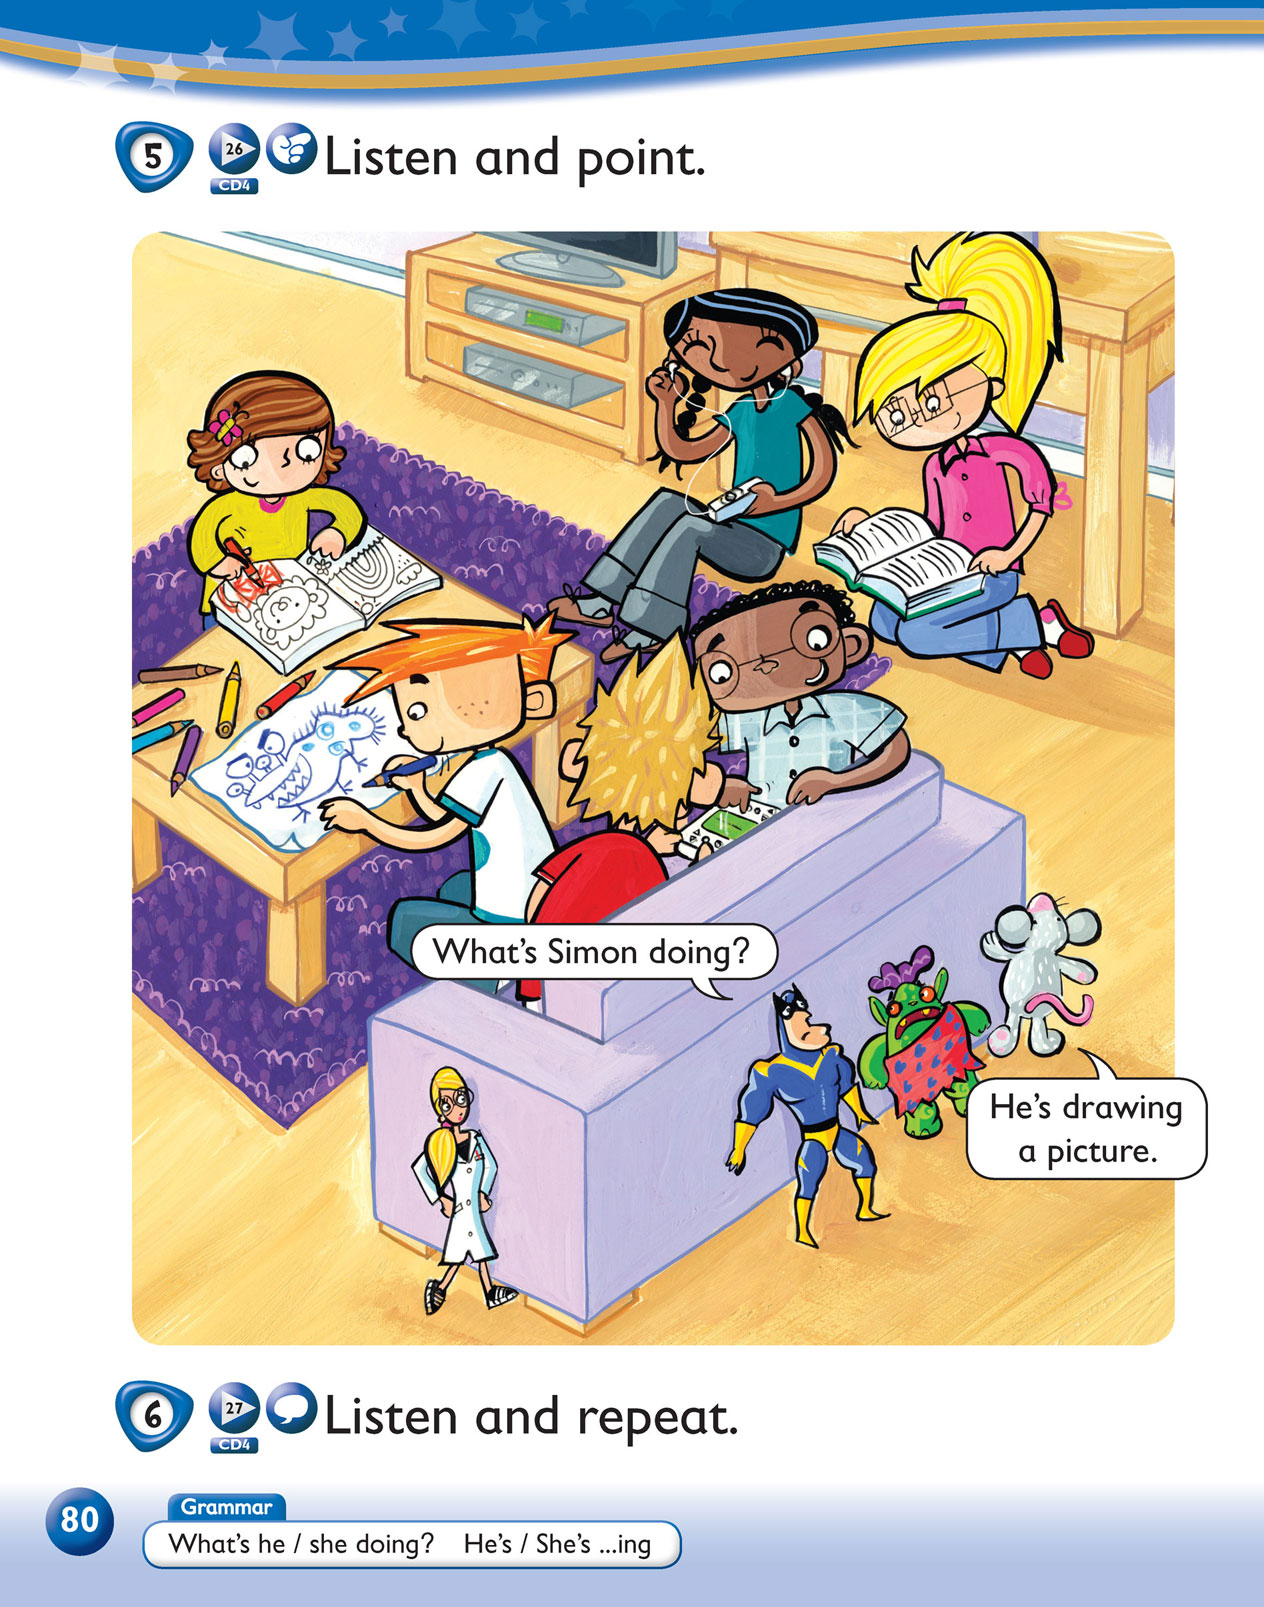 5 26 CD4 Listen and point.
What's Simon doing?
He's drawing
a picture.
6 27 CD4 Listen and repeat.
80
Grammar
What's he / she doing? He's / She's ...ing